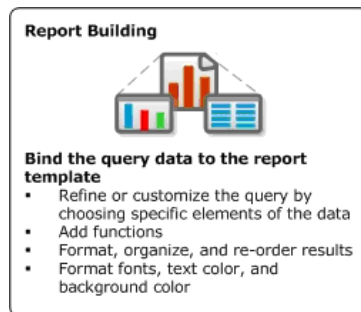 Report Building
Bind the query data to the report
template
▪ Refine or customize the query by
choosing specific elements of the data
▪ Add functions
▪ Format, organize, and re-order results
▪ Format fonts, text color, and
background color